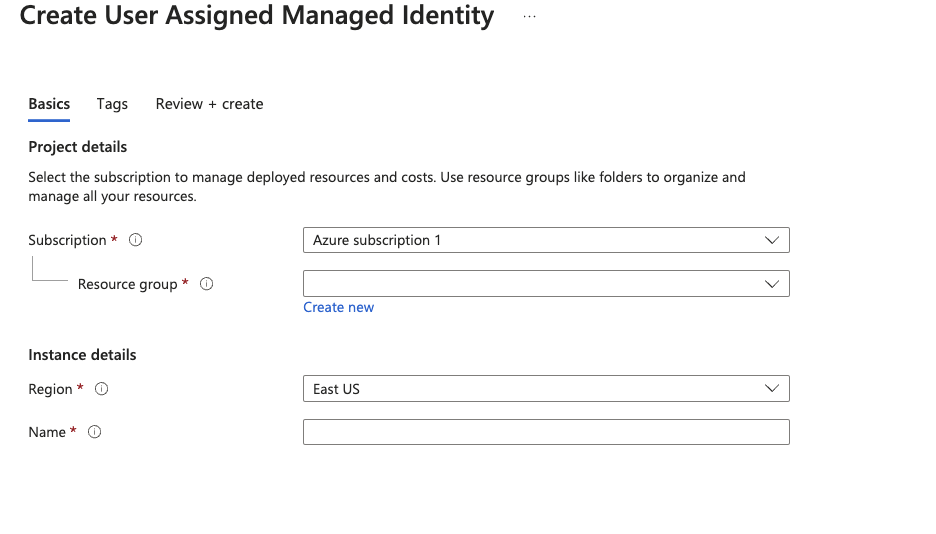 Create User Assigned Managed Identity ...
Basics Tags Review + create
Project details
Select the subscription to manage deployed resources and costs. Use resource groups like folders to organize and
manage all your resources.
Subscription * Azure subscription 1
Resource group *
Create new
Instance details
Region * East US
Name *